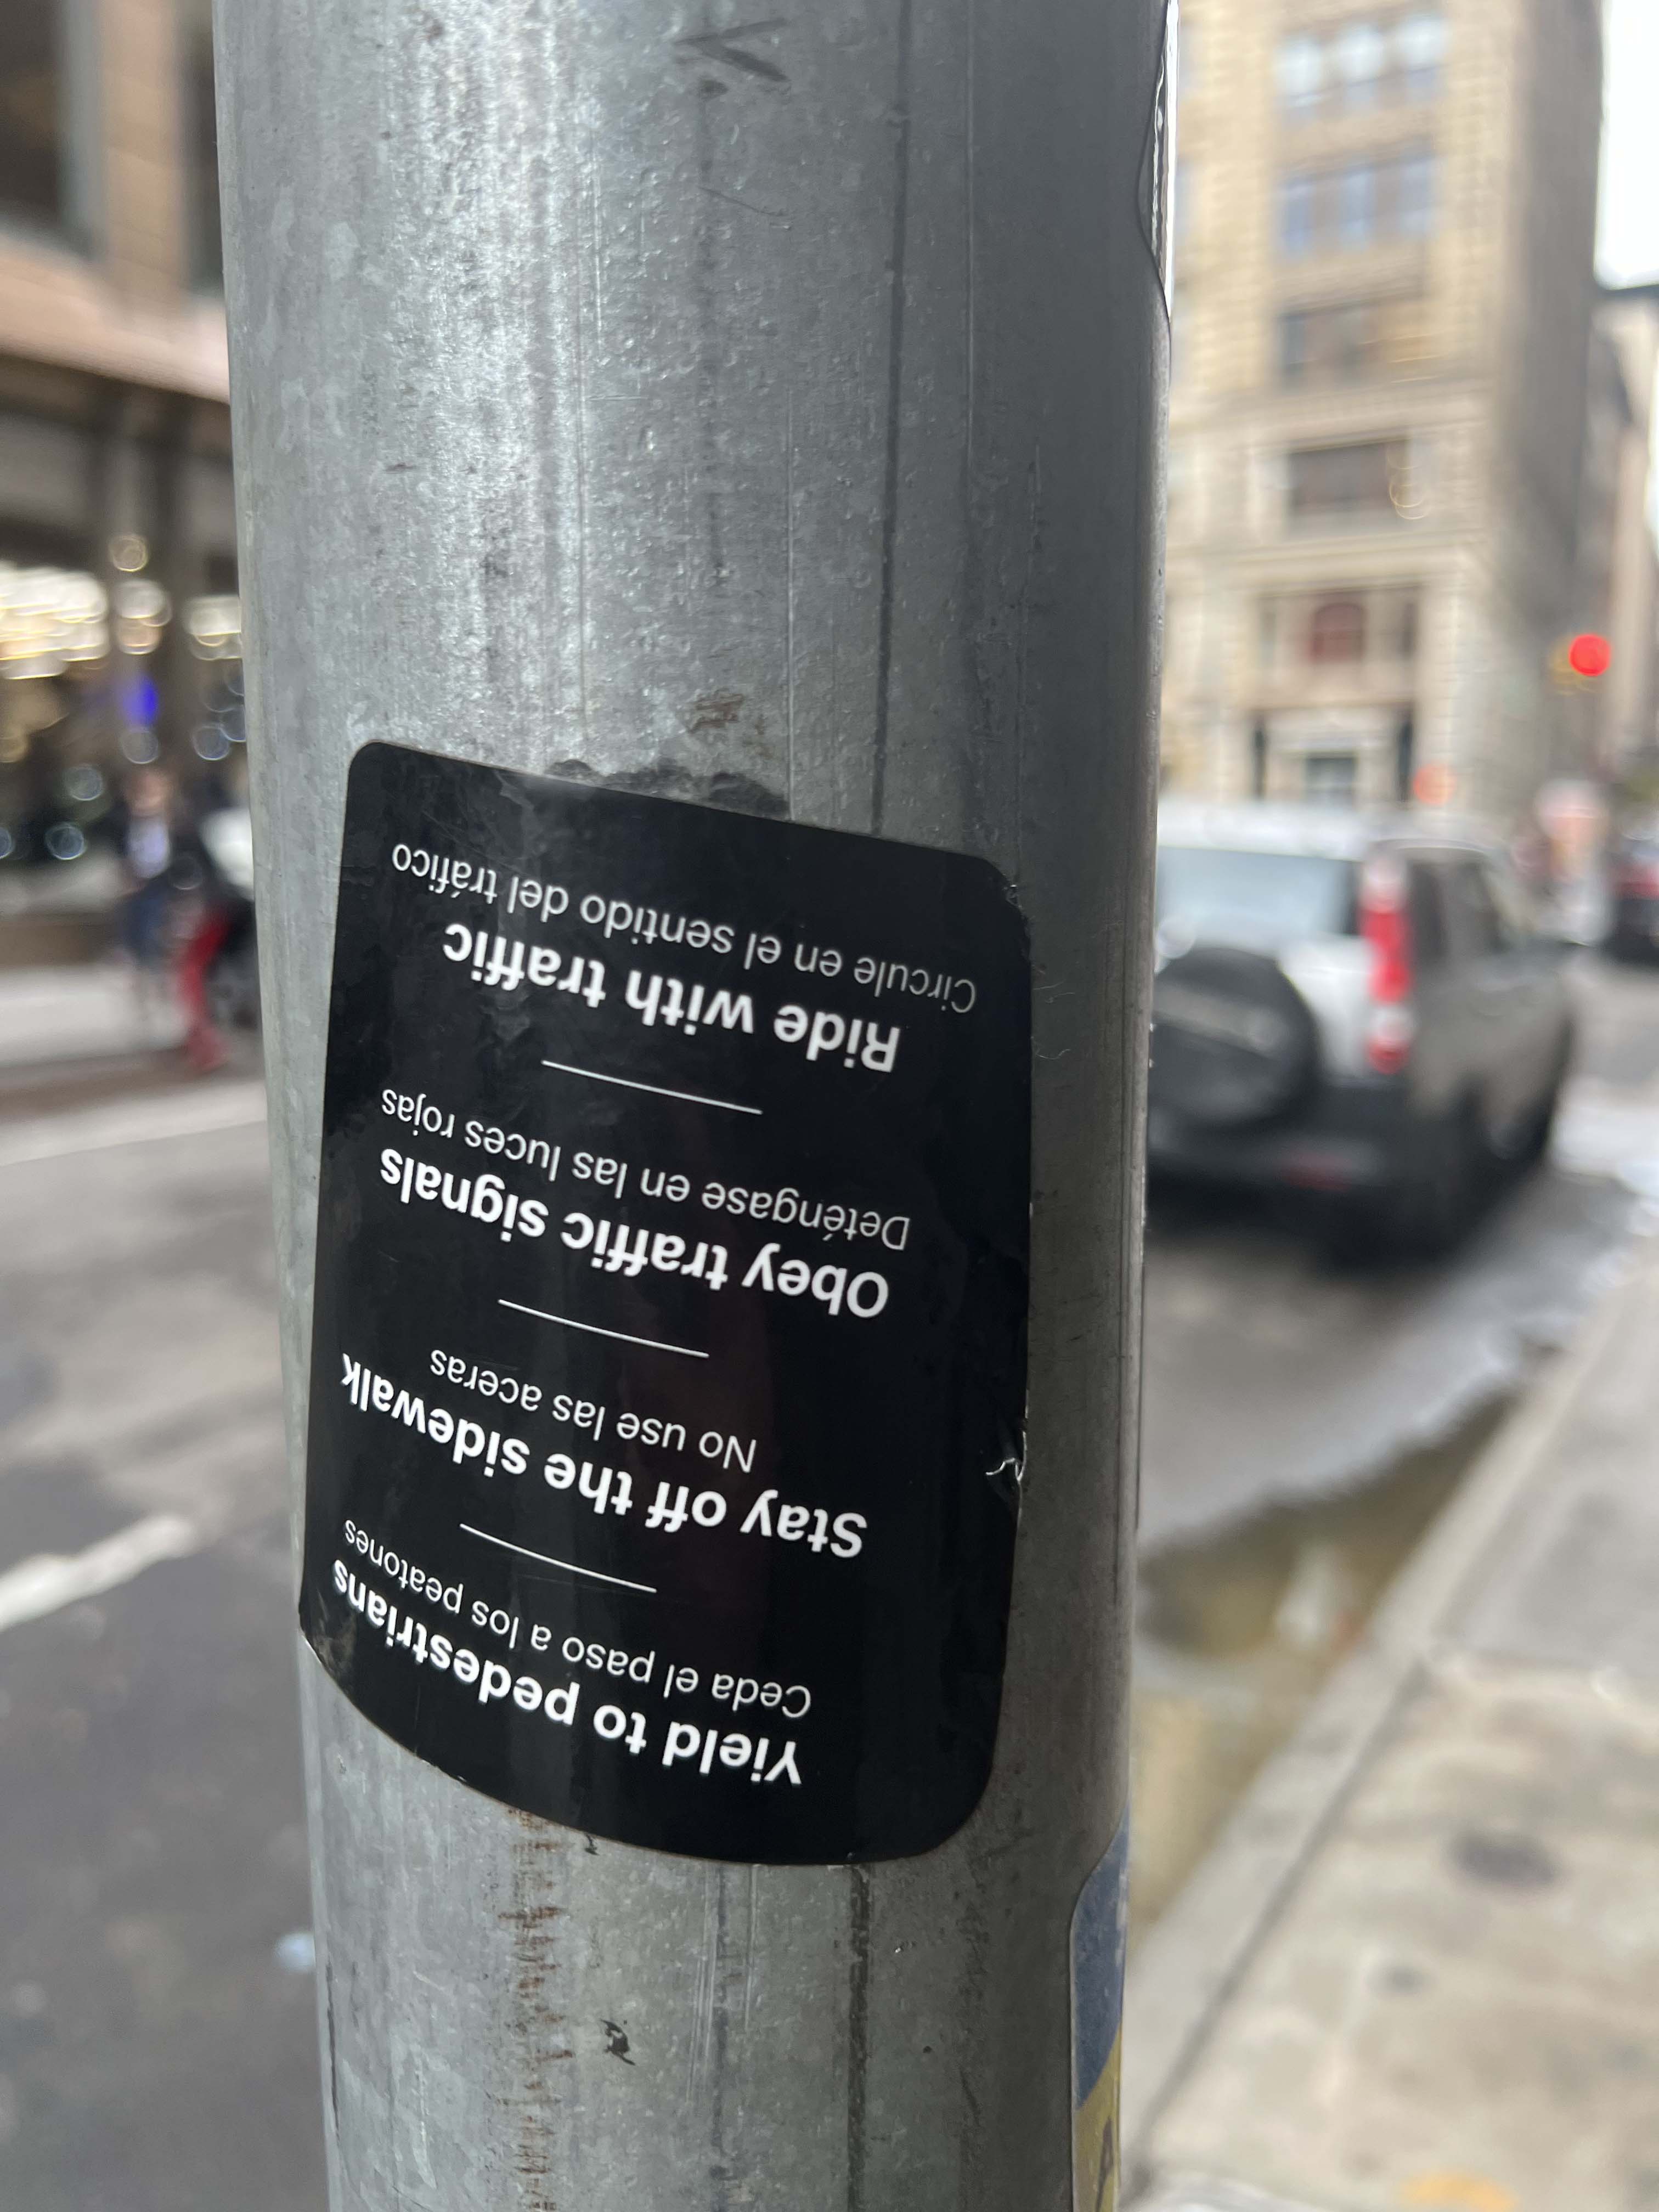 Yield to pedestrians
Ceda el paso a los peatones
Stay off the sidewalk
No use las aceras
Obey traffic signals
Deténgase en las luces rojas
Ride with traffic
Circule en el sentido del tráfico